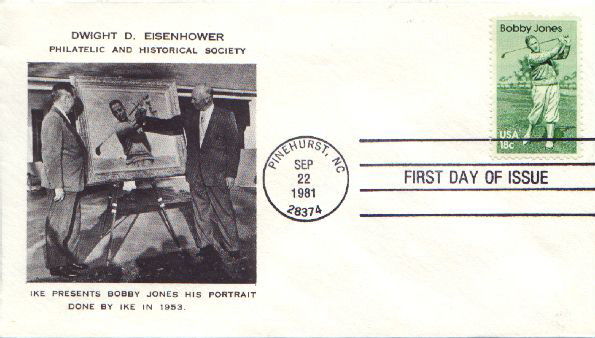 DWIGHT D. EISENHOWER
PHILATELIC AND HISTORICAL SOCIETY
IKE PRESENTS BOBBY JONES HIS PORTRAIT
DONE BY IKE IN 1953.
PINEHURST, NC
SEP
22
1981
28374
FIRST DAY OF ISSUE
Bobby Jones
USA
18c